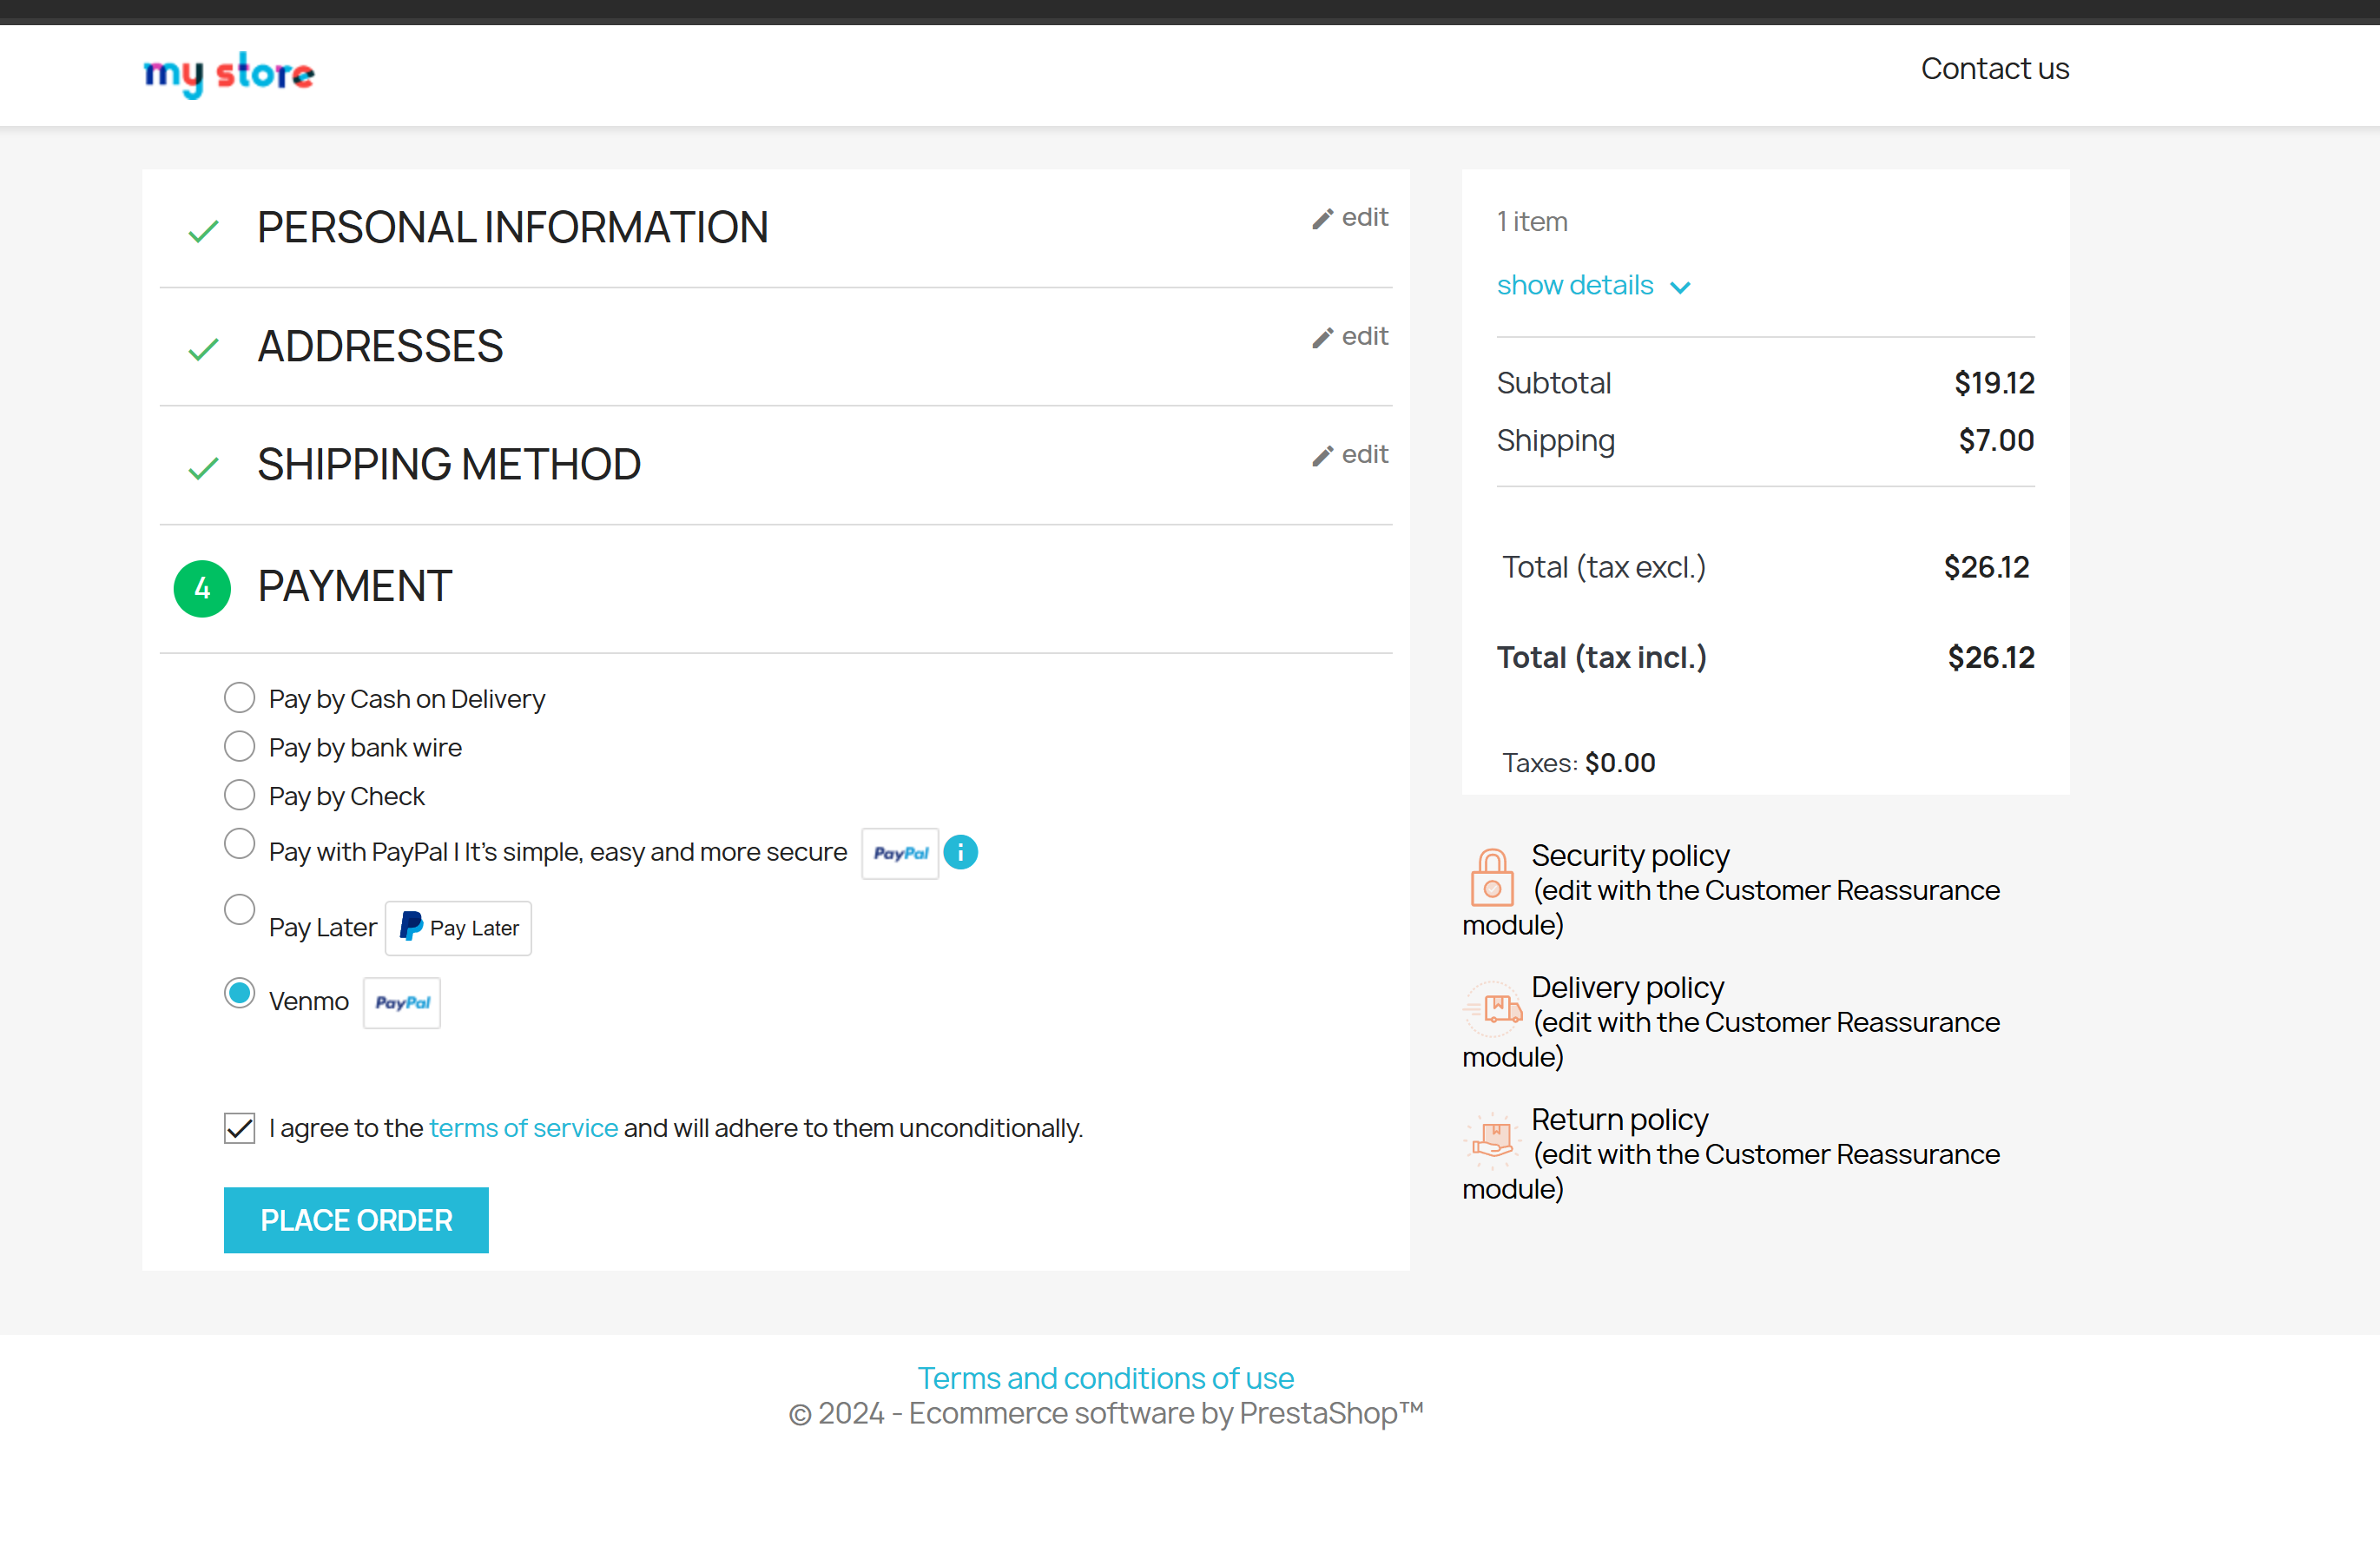 my store
Contact us
PERSONAL INFORMATION
edit
ADDRESSES
edit
SHIPPING METHOD
edit
4 PAYMENT
Pay by Cash on Delivery
Pay by bank wire
Pay by Check
Pay with PayPal | It's simple, easy and more secure PayPal i
Pay Later Pay Later
Venmo PayPal
I agree to the terms of service and will adhere to them unconditionally.
PLACE ORDER
1 item
show details
Subtotal $19.12
Shipping $7.00
Total (tax excl.) $26.12
Total (tax incl.) $26.12
Taxes: $0.00
Security policy
(edit with the Customer Reassurance
module)
Delivery policy
(edit with the Customer Reassurance
module)
Return policy
(edit with the Customer Reassurance
module)
Terms and conditions of use
© 2024 - Ecommerce software by PrestaShop™